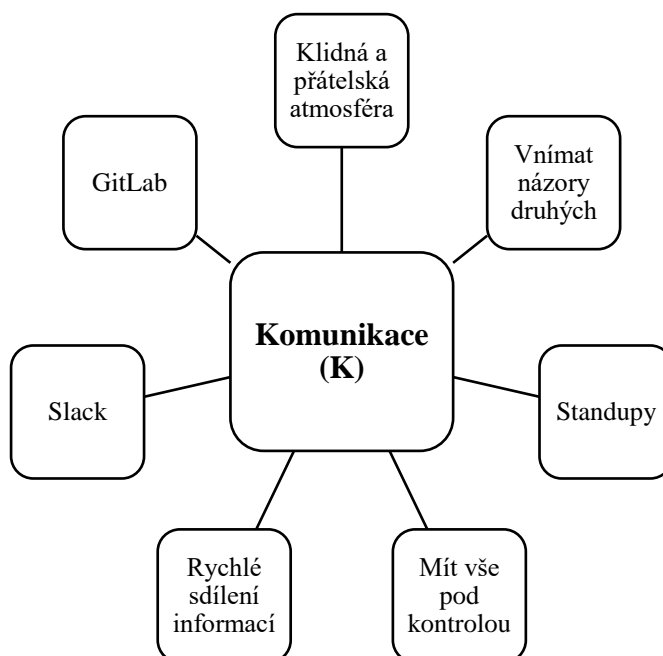 Klidná a
přátelská
atmosféra
GitLab
Vnímat
názory
druhých
Komunikace
(K)
Slack
Standupy
Rychlé
sdílení
informací
Mít vše
pod
kontrolou